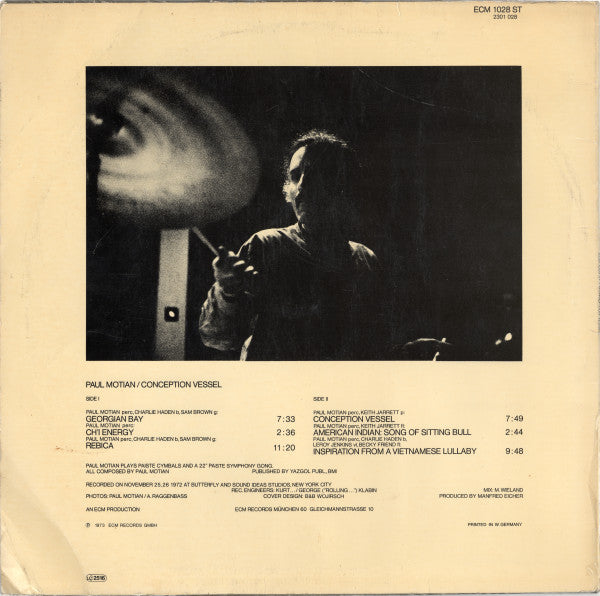 ECM 1028 ST
2301 028
PAUL MOTIAN / CONCEPTION VESSEL
SIDE I
PAUL MOTIAN perc, CHARLIE HADEN b, SAM BROWN g:
GEORGIAN BAY 7:33
PAUL MOTIAN perc:
CH'I ENERGY 2:36
PAUL MOTIAN perc, CHARLIE HADEN b, SAM BROWN g:
REBICA 11:20
SIDE II
PAUL MOTIAN perc, KEITH JARRETT p:
CONCEPTION VESSEL 7:49
PAUL MOTIAN perc, KEITH JARRETT fl:
AMERICAN INDIAN: SONG OF SITTING BULL 2:44
PAUL MOTIAN perc, CHARLIE HADEN b,
LEROY JENKINS vl, BECKY FRIEND fl:
INSPIRATION FROM A VIETNAMESE LULLABY 9:48
PAUL MOTIAN PLAYS PAISTE CYMBALS AND A 22" PAISTE SYMPHONY GONG.
ALL COMPOSED BY PAUL MOTIAN PUBLISHED BY YAZGOL PUBL., BMI
RECORDED ON NOVEMBER 25, 26 1972 AT BUTTERFLY AND SOUND IDEAS STUDIOS, NEW YORK CITY
REC. ENGINEERS: KURT... / GEORGE ("ROLLING...") KLABIN MIX: M. WIELAND
PHOTOS: PAUL MOTIAN / A. RAGGENBASS COVER DESIGN: B&B WOJIRSCH PRODUCED BY MANFRED EICHER
AN ECM PRODUCTION ECM RECORDS MÜNCHEN 60 GLEICHMANNSTRASSE 10
℗ 1973 ECM RECORDS GMBH PRINTED IN W. GERMANY
LC 2516